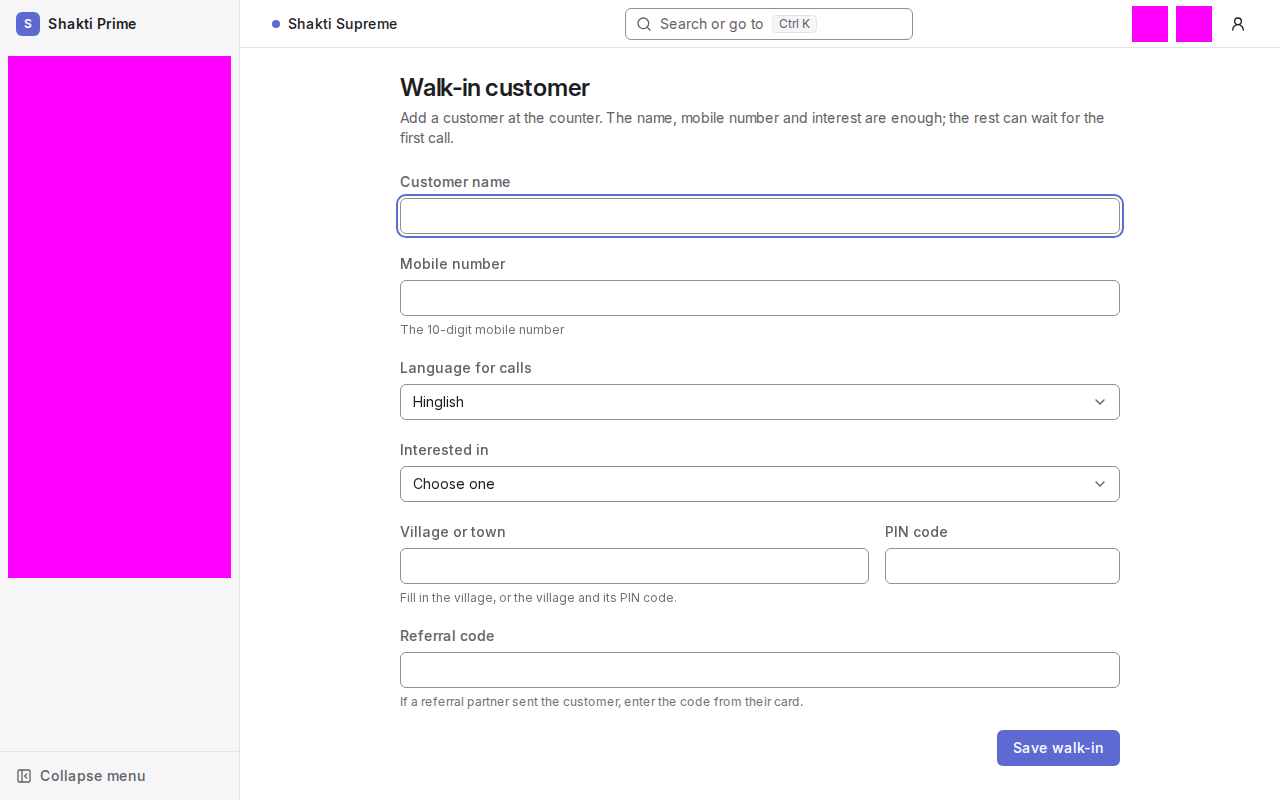 S Shakti Prime
Shakti Supreme
Search or go to Ctrl K
Walk-in customer
Add a customer at the counter. The name, mobile number and interest are enough; the rest can wait for the
first call.
Customer name
Mobile number
The 10-digit mobile number
Language for calls
Hinglish
Interested in
Choose one
Village or town
PIN code
Fill in the village, or the village and its PIN code.
Referral code
If a referral partner sent the customer, enter the code from their card.
Save walk-in
Collapse menu